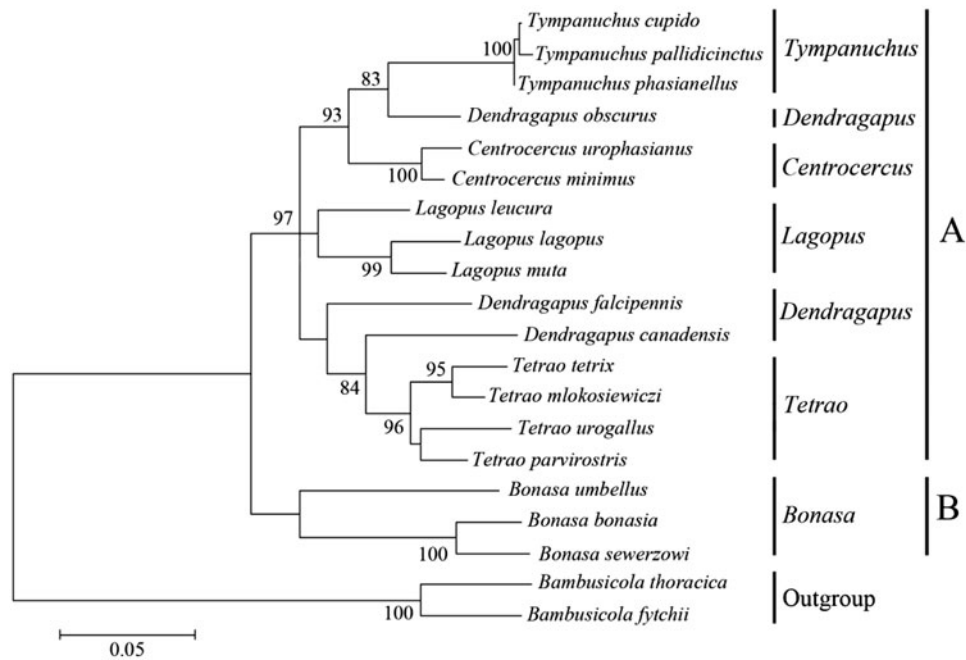 Tympanuchus cupido
100
Tympanuchus pallidicinctus
Tympanuchus
Tympanuchus phasianellus
83
Dendragapus obscurus
Dendragapus
93
Centrocercus urophasianus
Centrocercus
100
Centrocercus minimus
Lagopus leucura
97
Lagopus lagopus
Lagopus
A
99
Lagopus muta
Dendragapus falcipennis
Dendragapus
Dendragapus canadensis
84
Tetrao tetrix
95
Tetrao mlokosiewiczi
Tetrao
96
Tetrao urogallus
Tetrao parvirostris
Bonasa umbellus
Bonasa bonasia
Bonasa
B
100
Bonasa sewerzowi
Bambusicola thoracica
Outgroup
100
Bambusicola fytchii
0.05